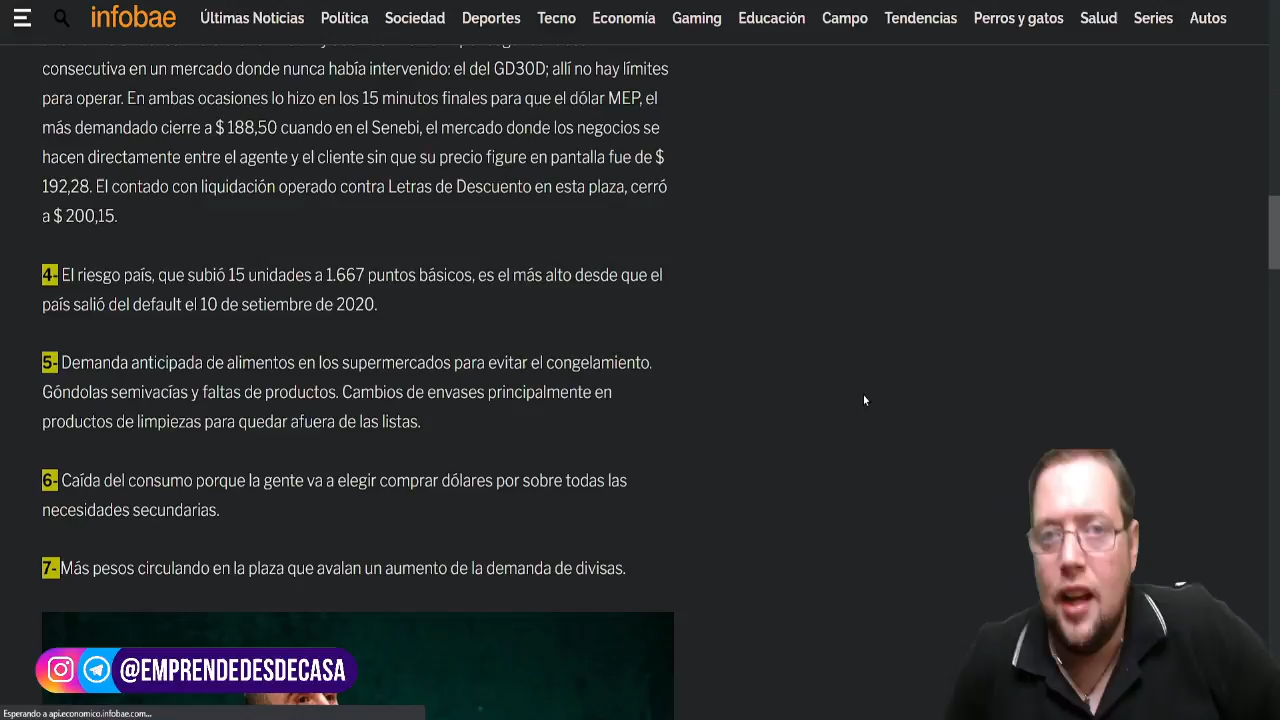 infobae
Últimas Noticias Política Sociedad Deportes Tecno Economía Gaming Educación Campo Tendencias Perros y gatos Salud Series Autos
consecutiva en un mercado donde nunca había intervenido: el del GD30D; allí no hay límites
para operar. En ambas ocasiones lo hizo en los 15 minutos finales para que el dólar MEP, el
más demandado cierre a $ 188,50 cuando en el Senebi, el mercado donde los negocios se
hacen directamente entre el agente y el cliente sin que su precio figure en pantalla fue de $
192,28. El contado con liquidación operado contra Letras de Descuento en esta plaza, cerró
a $ 200,15.
4- El riesgo país, que subió 15 unidades a 1.667 puntos básicos, es el más alto desde que el
país salió del default el 10 de setiembre de 2020.
5- Demanda anticipada de alimentos en los supermercados para evitar el congelamiento.
Góndolas semivacías y faltas de productos. Cambios de envases principalmente en
productos de limpiezas para quedar afuera de las listas.
6- Caída del consumo porque la gente va a elegir comprar dólares por sobre todas las
necesidades secundarias.
7- Más pesos circulando en la plaza que avalan un aumento de la demanda de divisas.
@EMPRENDEDESDECASA
Esperando a api.economico.infobae.com...